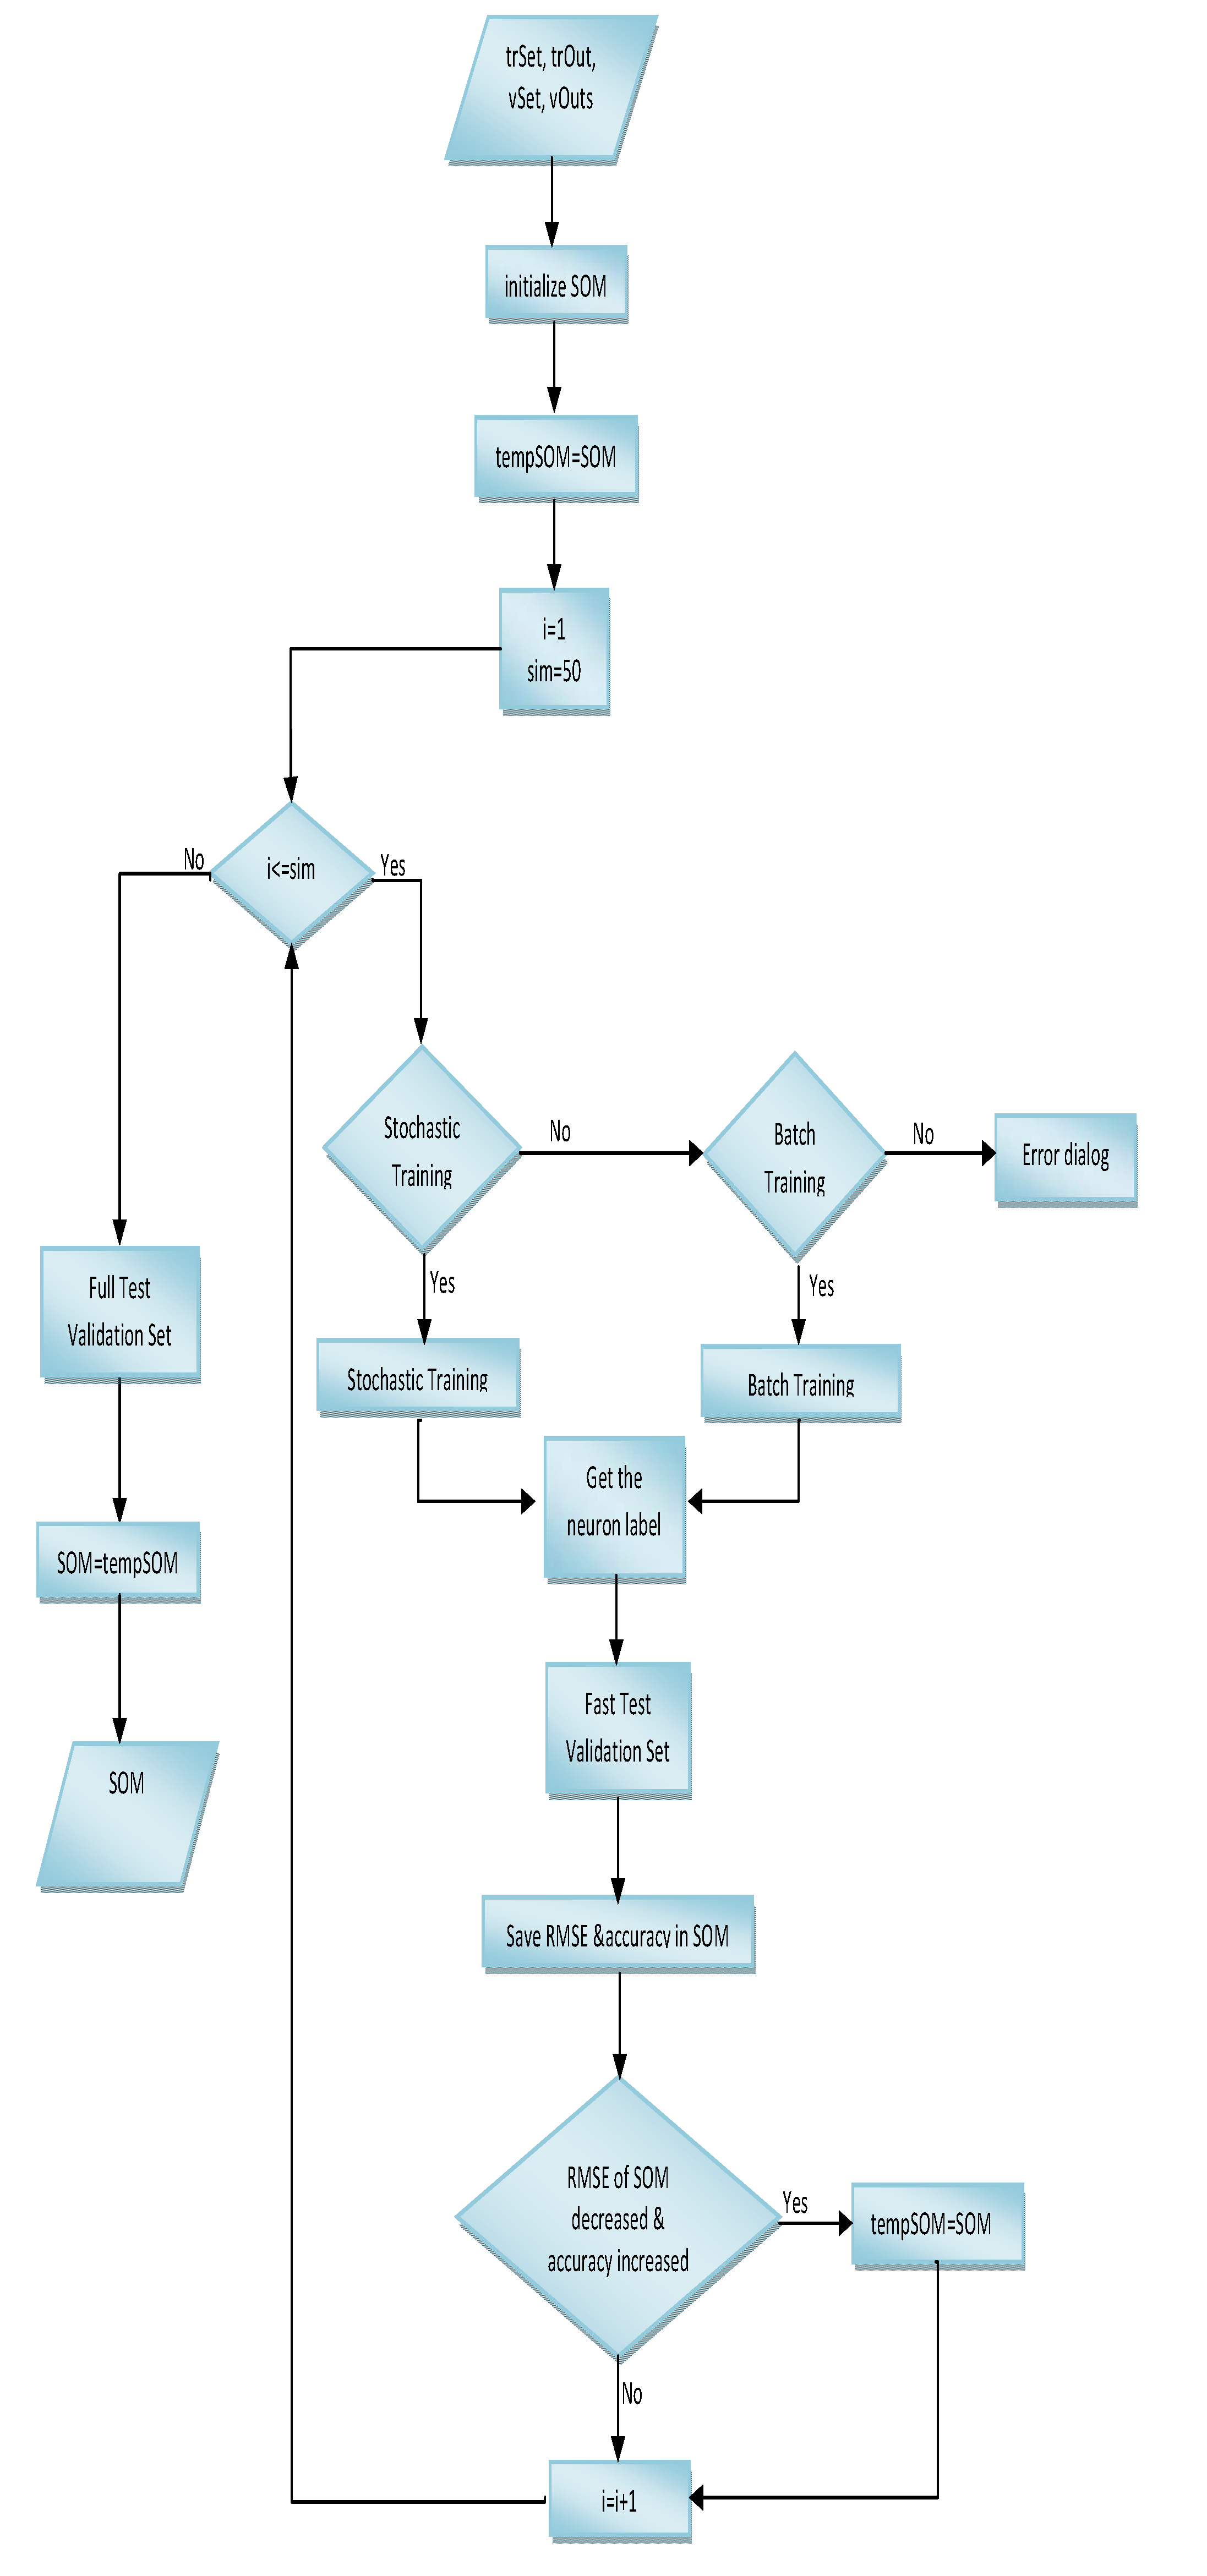 trSet, trOut,
vSet, vOuts
initialize SOM
tempSOM=SOM
i=1
sim=50
No
i<=sim
Yes
Stochastic
Training
No
Batch
Training
No
Error dialog
Full Test
Validation Set
Yes
Yes
Stochastic Training
Batch Training
Get the
neuron label
SOM=tempSOM
Fast Test
Validation Set
SOM
Save RMSE &accuracy in SOM
RMSE of SOM
decreased &
accuracy increased
Yes
tempSOM=SOM
No
i=i+1